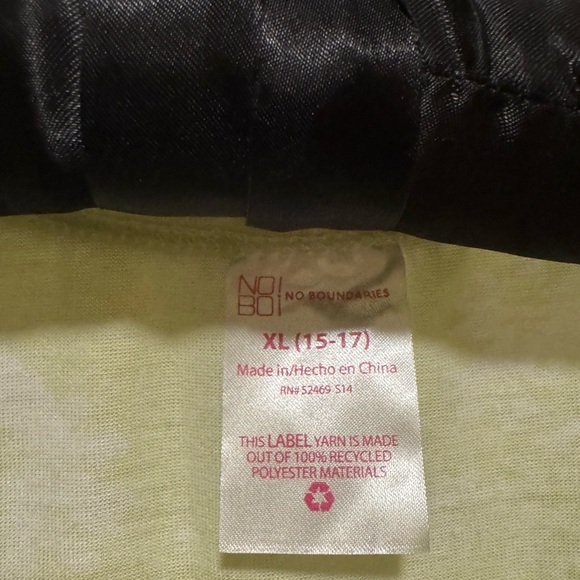 NO!
BOi NO BOUNDARIES
XL (15-17)
Made in/Hecho en China
RN# 52469 S14
THIS LABEL YARN IS MADE
OUT OF 100% RECYCLED
POLYESTER MATERIALS